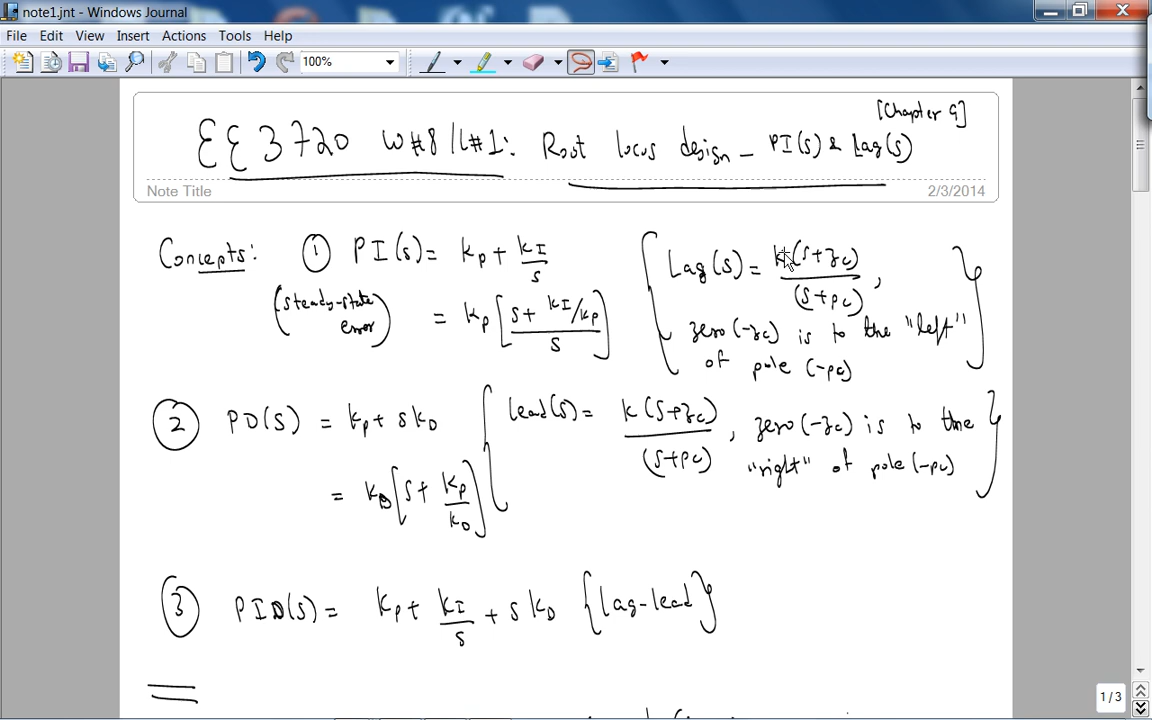 note1.jnt - Windows Journal
File Edit View Insert Actions Tools Help
100%
[Chapter 9]
EE 3720 W#8/L#1: Root locus design - PI(s) & Lag(s)
Note Title
2/3/2014
Concepts: ① PI(s) = Kp + KI/s
(steady-state error)
= Kp [(s + KI/Kp)/s]
{Lag(s) = K(s+zc)/(s+pc),
zero(-zc) is to the "left"
of pole (-pc)}
② PD(s) = Kp + sKD
= KD [s + Kp/KD]
{lead(s) = K(s+zc)/(s+pc), zero(-zc) is to the
"right" of pole(-pc)}
③ PID(s) = Kp + KI/s + sKD {lag-lead}
1/3